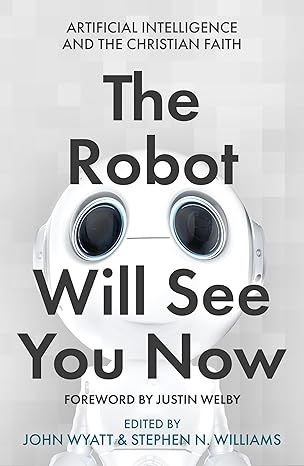 ARTIFICIAL INTELLIGENCE
AND THE CHRISTIAN FAITH
The
Robot
Will See
You Now
FOREWORD BY JUSTIN WELBY
EDITED BY
JOHN WYATT & STEPHEN N. WILLIAMS